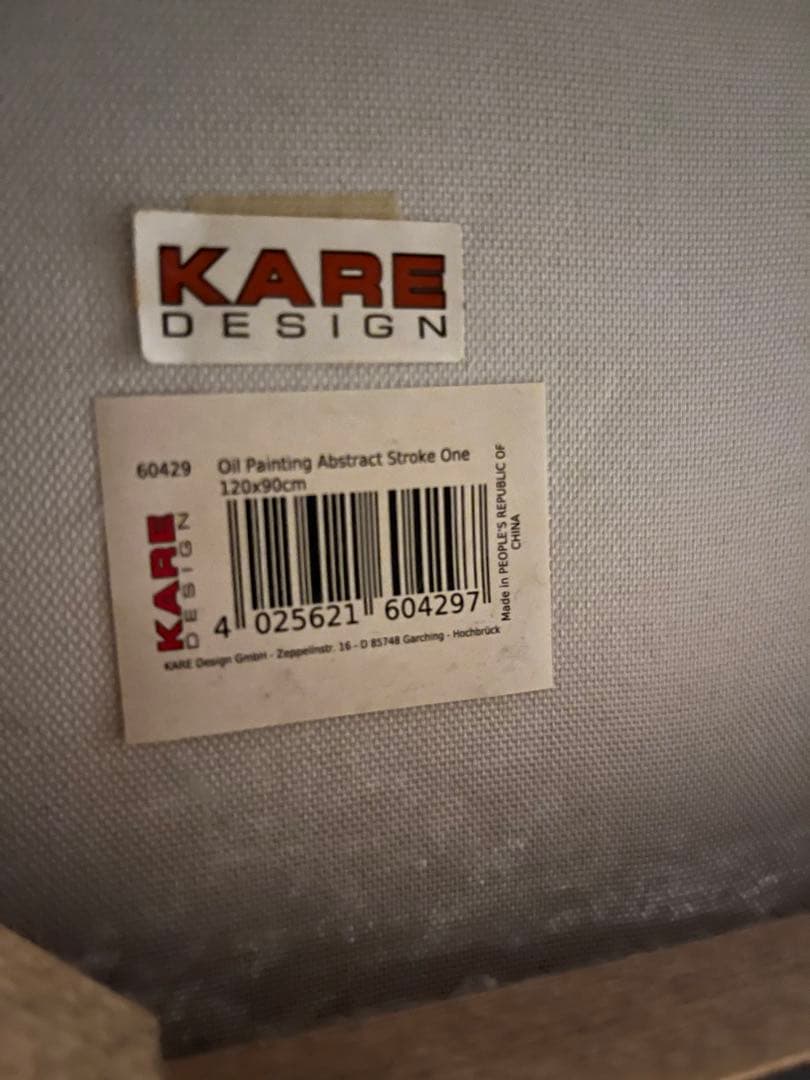 KARE
DESIGN
60429 Oil Painting Abstract Stroke One
120x90cm
KARE
DESIGN
4 025621 604297
Made in PEOPLE'S REPUBLIC OF
CHINA
KARE Design GmbH - Zeppelinstr. 16 - D 85748 Garching - Hochbrück